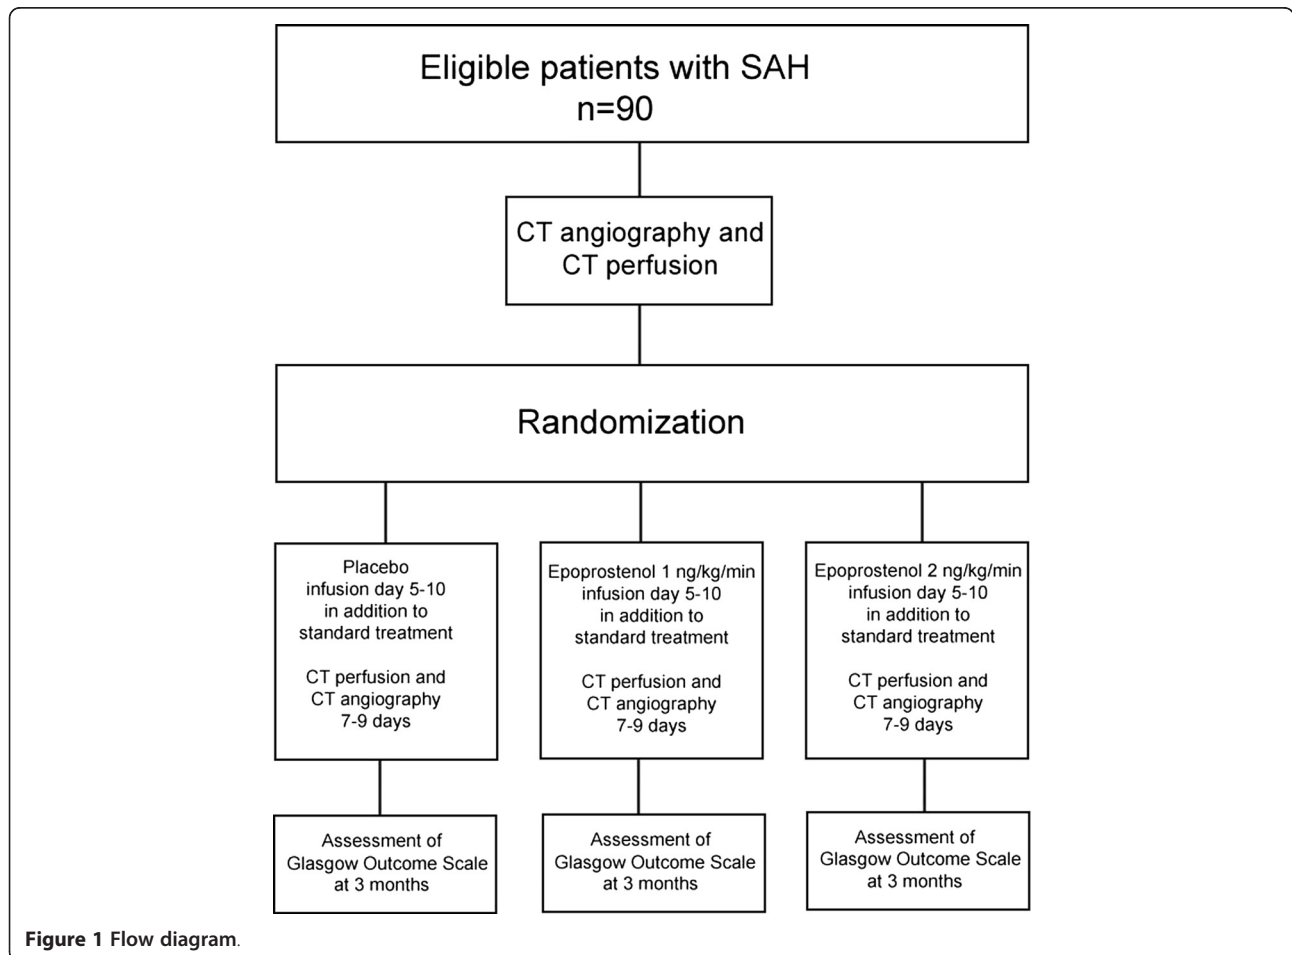 Eligible patients with SAH
n=90
CT angiography and
CT perfusion
Randomization
Placebo
infusion day 5-10
in addition to
standard treatment
CT perfusion and
CT angiography
7-9 days
Epoprostenol 1 ng/kg/min
infusion day 5-10
in addition to
standard treatment
CT perfusion and
CT angiography
7-9 days
Epoprostenol 2 ng/kg/min
infusion day 5-10
in addition to
standard treatment
CT perfusion and
CT angiography
7-9 days
Assessment of
Glasgow Outcome Scale
at 3 months
Assessment of
Glasgow Outcome Scale
at 3 months
Assessment of
Glasgow Outcome Scale
at 3 months
Figure 1 Flow diagram.